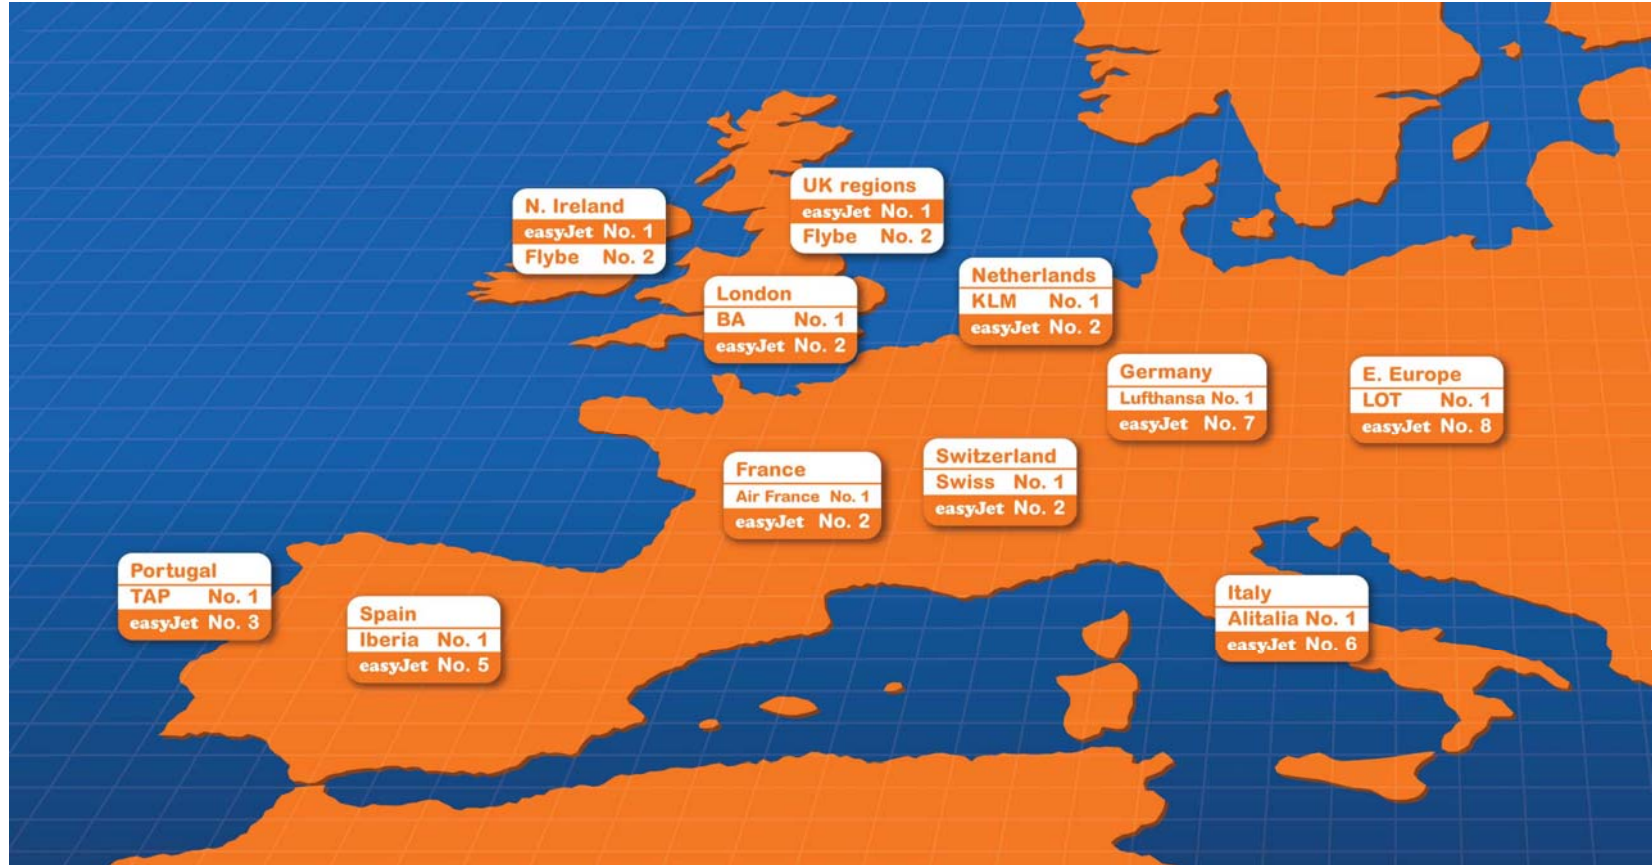 UK regions
easyJet No. 1
Flybe No. 2
N. Ireland
easyJet No. 1
Flybe No. 2
Netherlands
KLM No. 1
easyJet No. 2
London
BA No. 1
easyJet No. 2
Germany
Lufthansa No. 1
easyJet No. 7
E. Europe
LOT No. 1
easyJet No. 8
France
Air France No. 1
easyJet No. 2
Switzerland
Swiss No. 1
easyJet No. 2
Portugal
TAP No. 1
easyJet No. 3
Spain
Iberia No. 1
easyJet No. 5
Italy
Alitalia No. 1
easyJet No. 6